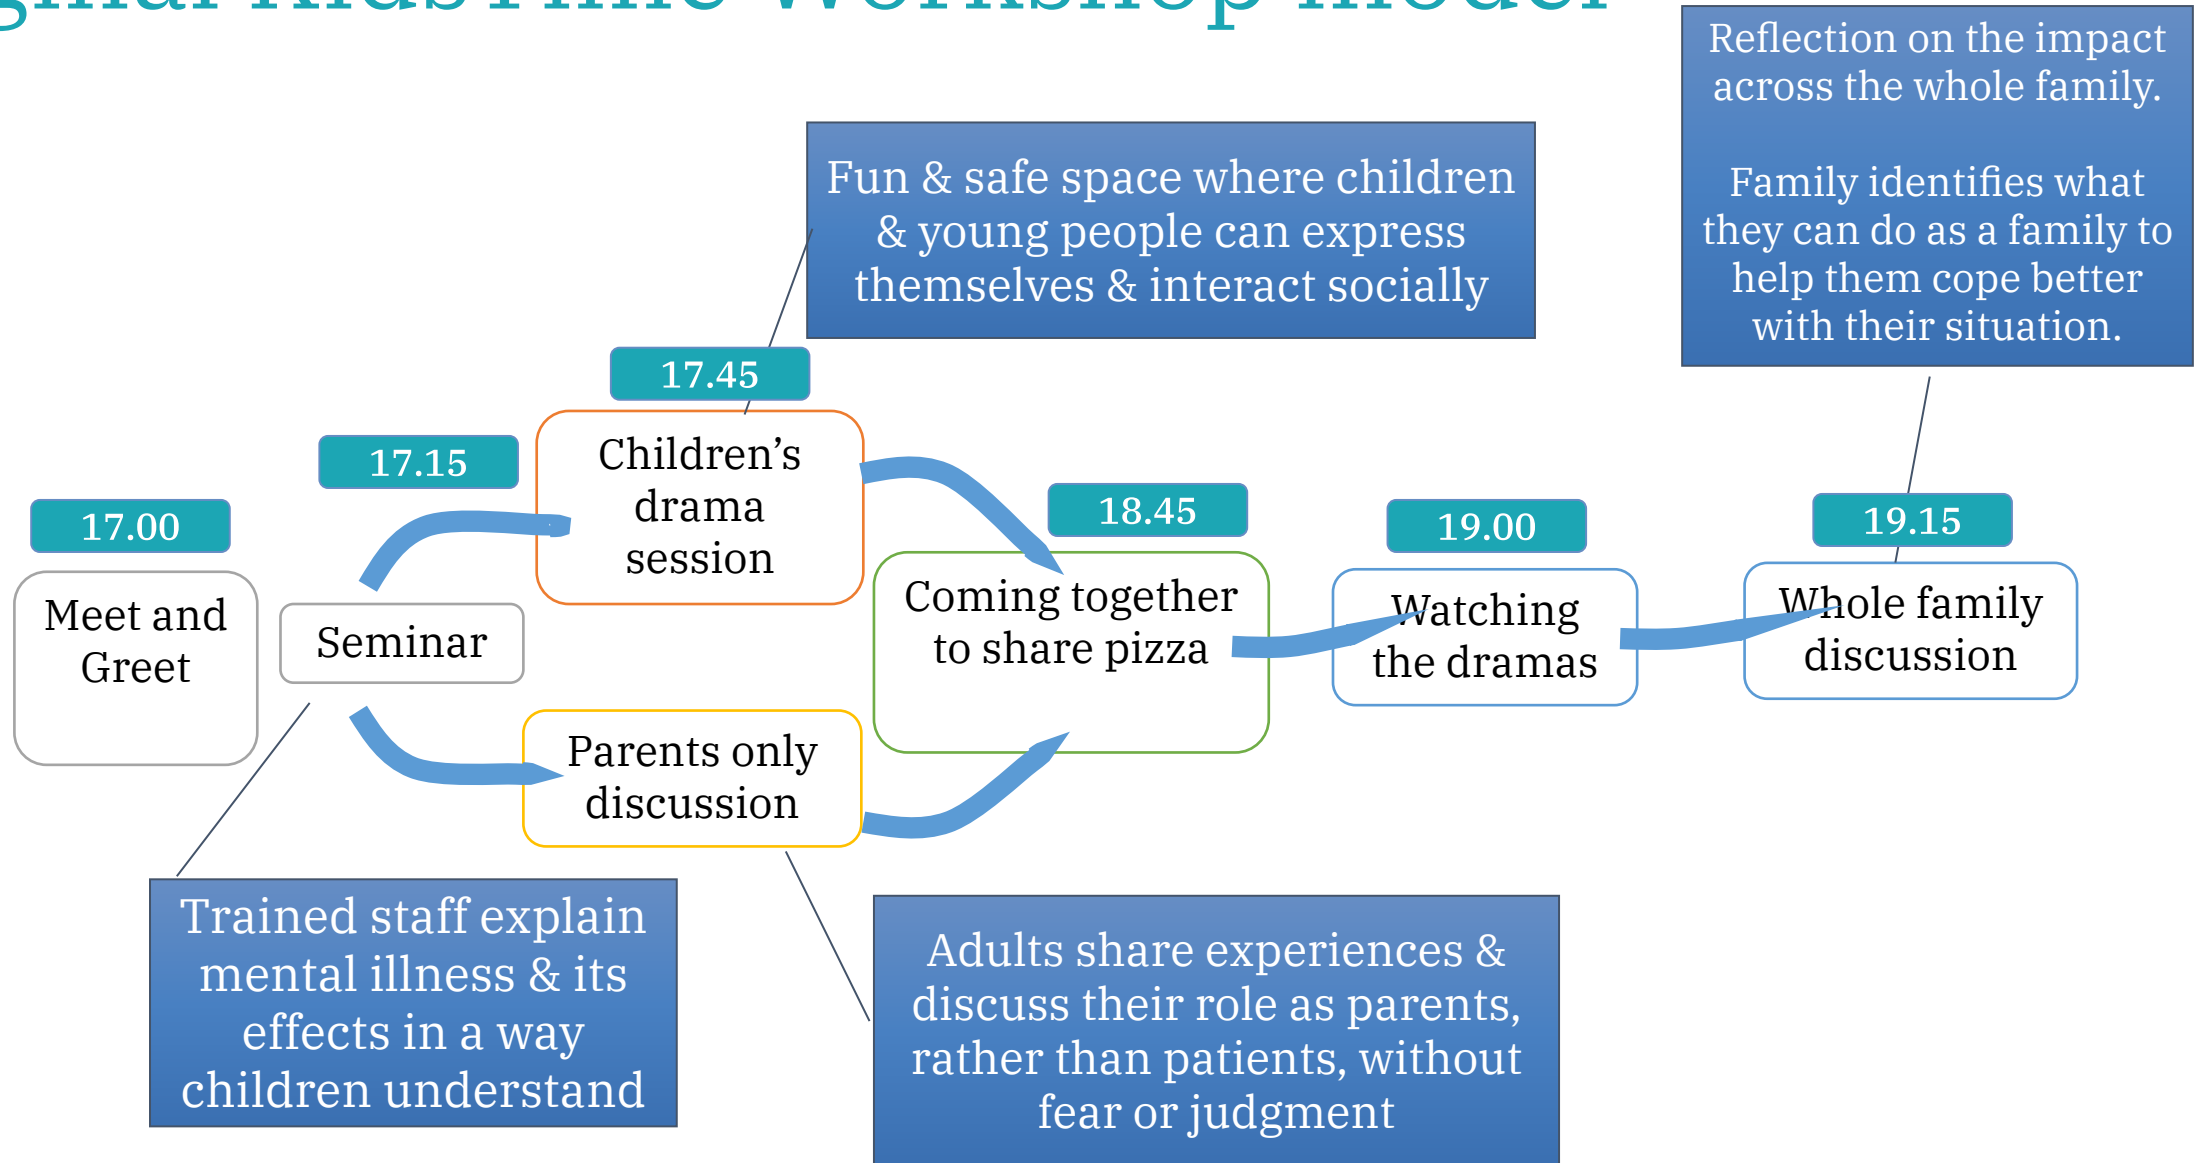 KidsTime Workshop model
Reflection on the impact
across the whole family.
Family identifies what
they can do as a family to
help them cope better
with their situation.
Fun & safe space where children
& young people can express
themselves & interact socially
17.45
Children’s
drama
session
17.15
Seminar
17.00
Meet and
Greet
Parents only
discussion
18.45
Coming together
to share pizza
19.00
Watching
the dramas
19.15
Whole family
discussion
Trained staff explain
mental illness & its
effects in a way
children understand
Adults share experiences &
discuss their role as parents,
rather than patients, without
fear or judgment